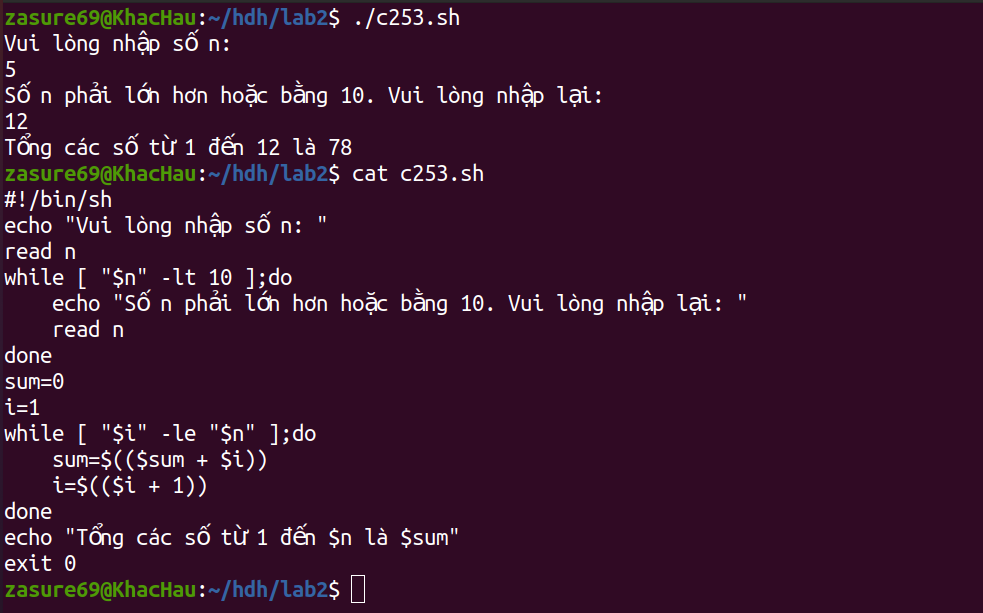 zasure69@KhacHau:~/hdh/lab2$ ./c253.sh
Vui lòng nhập số n:
5
Số n phải lớn hơn hoặc bằng 10. Vui lòng nhập lại:
12
Tổng các số từ 1 đến 12 là 78
zasure69@KhacHau:~/hdh/lab2$ cat c253.sh
#!/bin/sh
echo "Vui lòng nhập số n: "
read n
while [ "$n" -lt 10 ];do
    echo "Số n phải lớn hơn hoặc bằng 10. Vui lòng nhập lại: "
    read n
done
sum=0
i=1
while [ "$i" -le "$n" ];do
    sum=$(($sum + $i))
    i=$(($i + 1))
done
echo "Tổng các số từ 1 đến $n là $sum"
exit 0
zasure69@KhacHau:~/hdh/lab2$